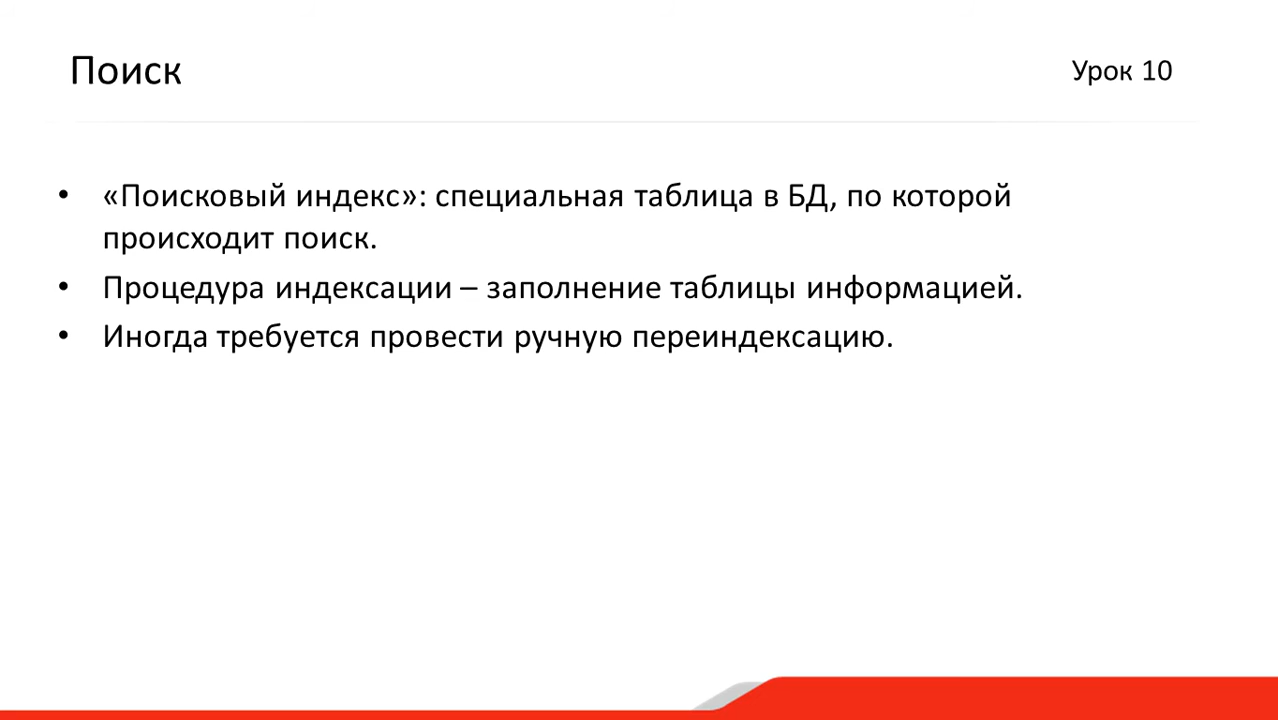 Поиск
Урок 10
• «Поисковый индекс»: специальная таблица в БД, по которой
происходит поиск.
• Процедура индексации – заполнение таблицы информацией.
• Иногда требуется провести ручную переиндексацию.